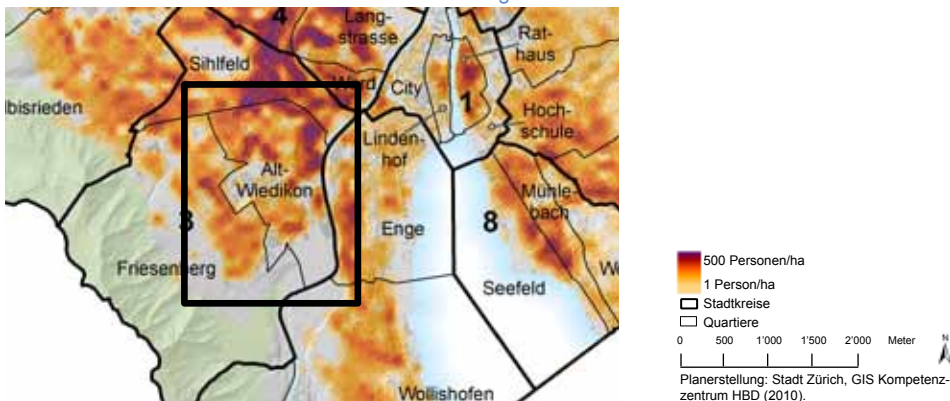 4
Lang-
strasse
Rat-
haus
Sihlfeld
Werd
City
1
Hoch-
schule
lbisrieden
Linden-
hof
Alt-
Wiedikon
Mühle-
bach
3
Enge
8
Friesenberg
Seefeld
We
Wollishofen
500 Personen/ha
1 Person/ha
Stadtkreise
Quartiere
0 500 1'000 1'500 2'000 Meter
N
Planerstellung: Stadt Zürich, GIS Kompetenz-
zentrum HBD (2010).